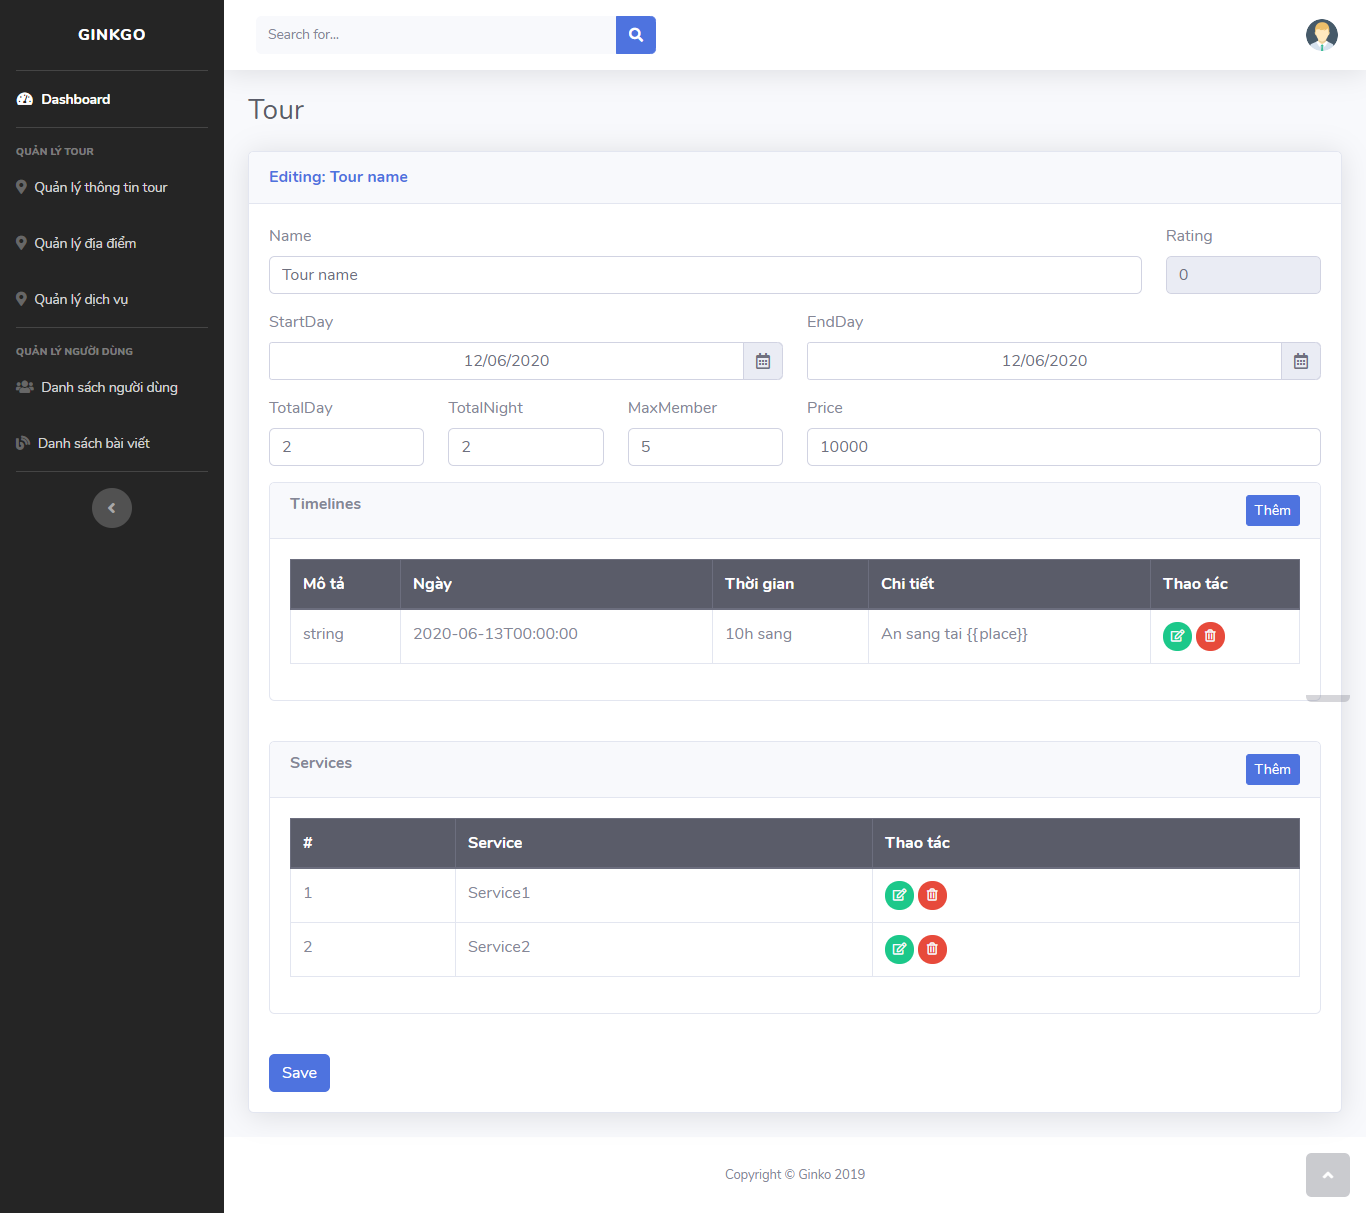 GINKGO
Search for...
Dashboard
QUẢN LÝ TOUR
Quản lý thông tin tour
Quản lý địa điểm
Quản lý dịch vụ
QUẢN LÝ NGƯỜI DÙNG
Danh sách người dùng
Danh sách bài viết
Tour
Editing: Tour name
Name
Rating
Tour name
0
StartDay
EndDay
12/06/2020
12/06/2020
TotalDay
TotalNight
MaxMember
Price
2
2
5
10000
Timelines
Thêm
Mô tả
Ngày
Thời gian
Chi tiết
Thao tác
string
2020-06-13T00:00:00
10h sang
An sang tai {{place}}
Services
Thêm
#
Service
Thao tác
1
Service1
2
Service2
Save
Copyright © Ginko 2019